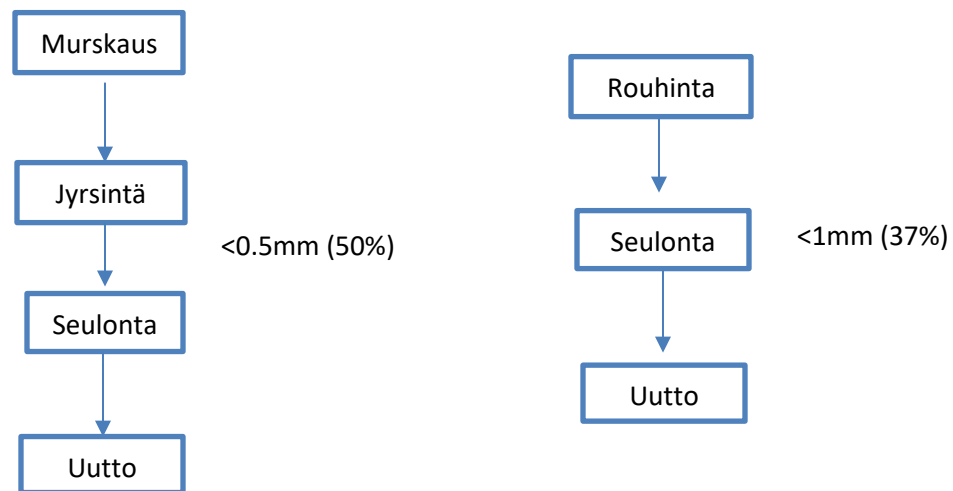 Murskaus
Jyrsintä
<0.5mm (50%)
Seulonta
Uutto
Rouhinta
Seulonta
<1mm (37%)
Uutto